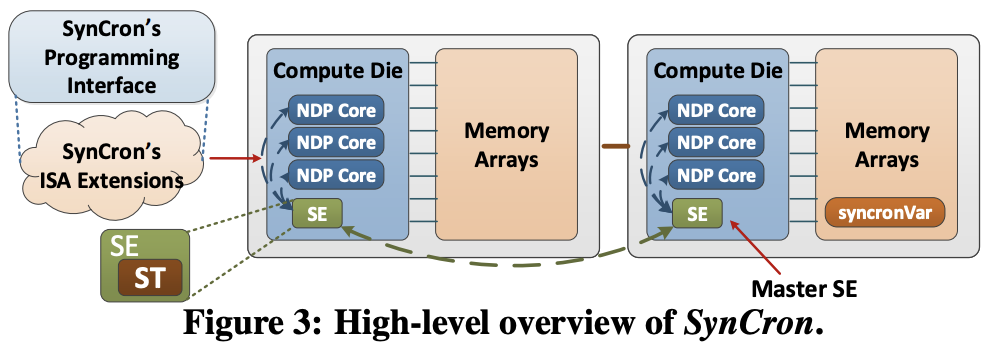 SynCron's
Programming
Interface
SynCron's
ISA Extensions
SE
ST
Compute Die
NDP Core
NDP Core
NDP Core
SE
Memory
Arrays
Compute Die
NDP Core
NDP Core
NDP Core
SE
Memory
Arrays
syncronVar
Master SE
Figure 3: High-level overview of SynCron.